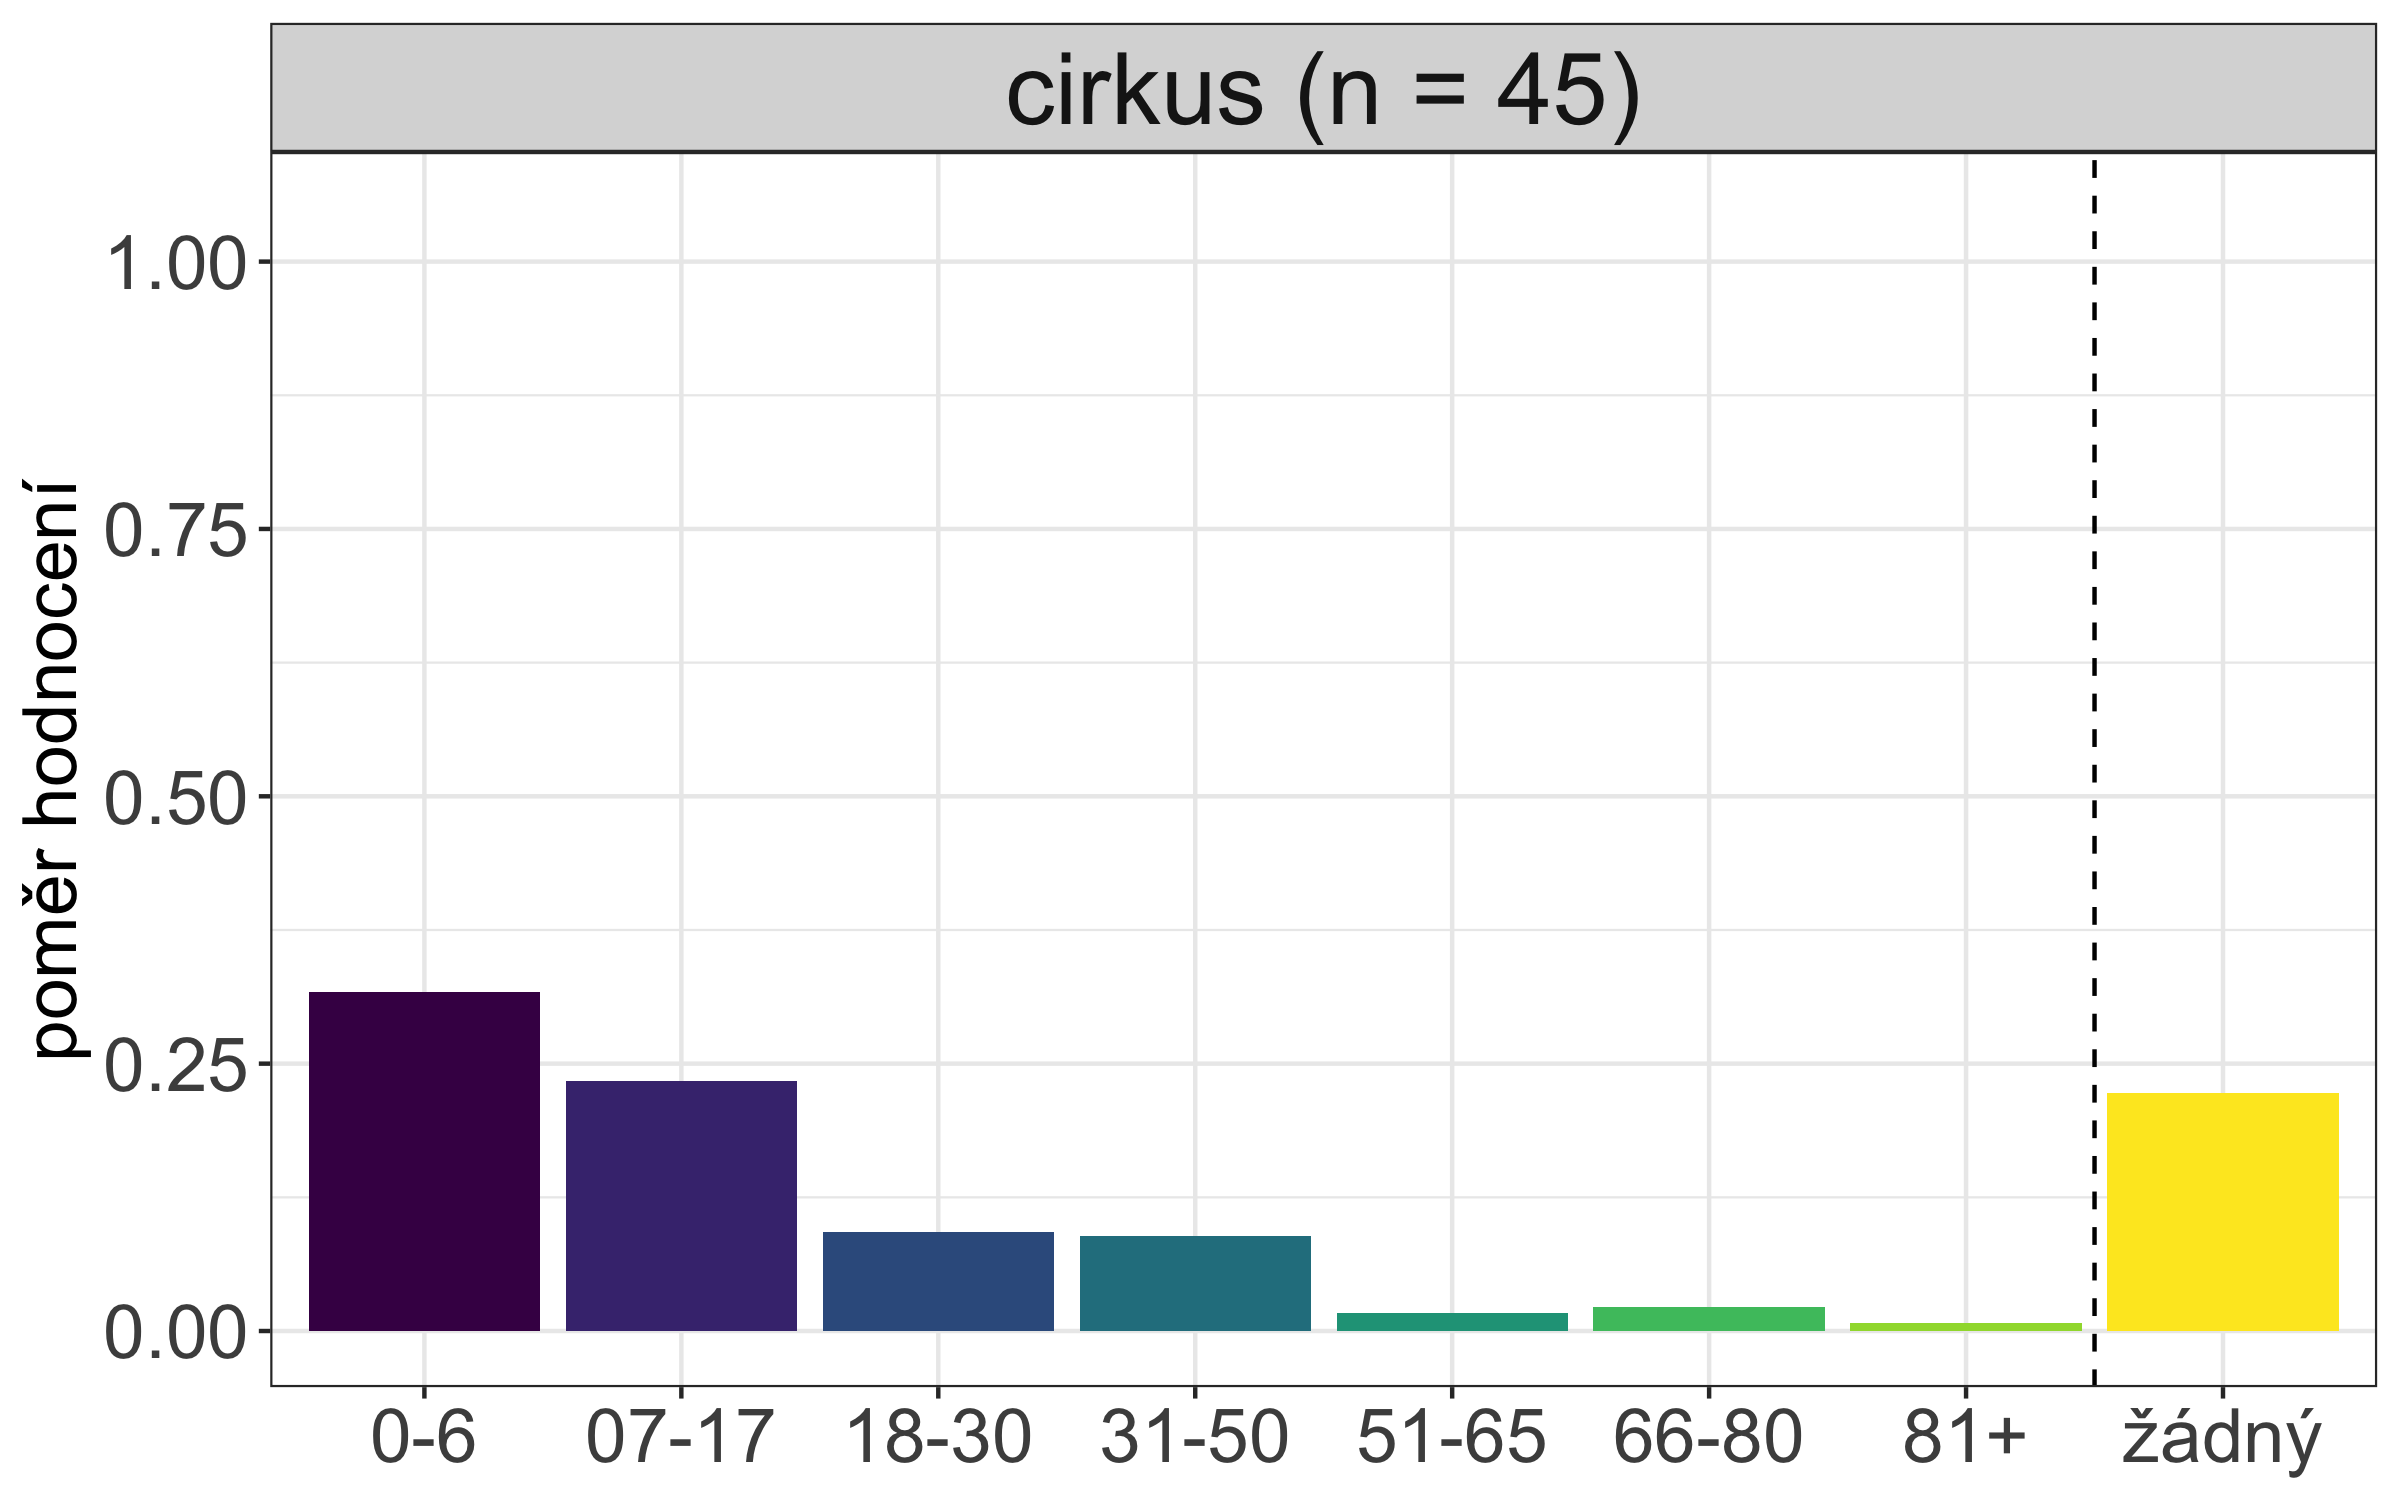 cirkus (n = 45)
poměr hodnocení
1.00
0.75
0.50
0.25
0.00
0-6 07-17 18-30 31-50 51-65 66-80 81+ žádný